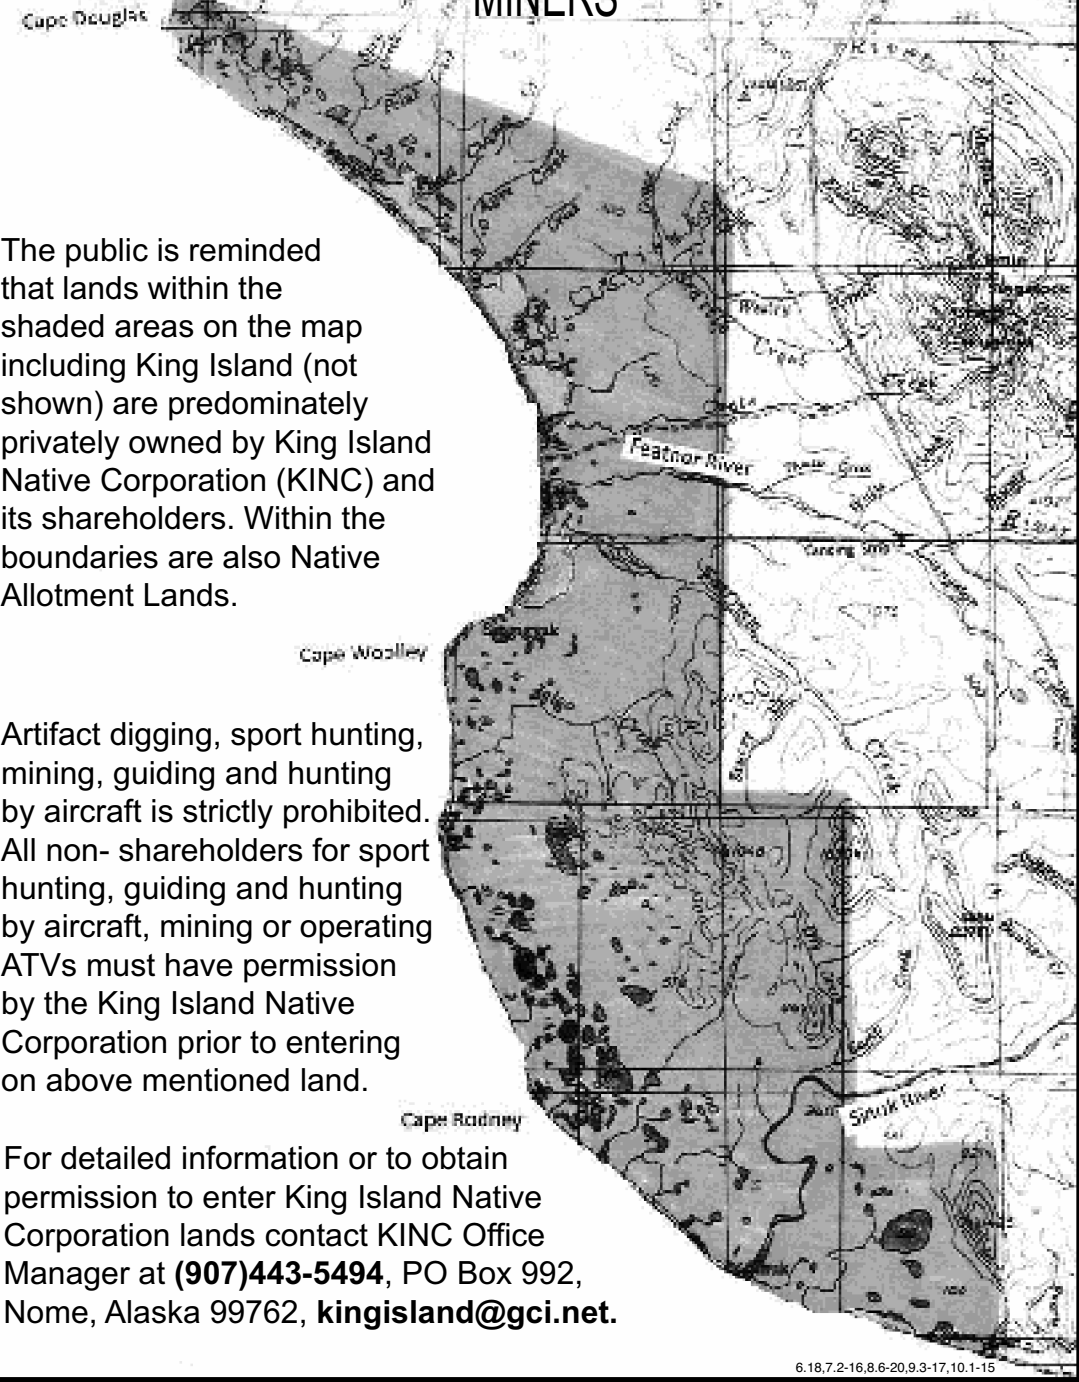 MINERS
Cape Douglas
The public is reminded
that lands within the
shaded areas on the map
including King Island (not
shown) are predominately
privately owned by King Island
Native Corporation (KINC) and
its shareholders. Within the
boundaries are also Native
Allotment Lands.
Feather River
Cape Woolley
Artifact digging, sport hunting,
mining, guiding and hunting
by aircraft is strictly prohibited.
All non- shareholders for sport
hunting, guiding and hunting
by aircraft, mining or operating
ATVs must have permission
by the King Island Native
Corporation prior to entering
on above mentioned land.
Creek
Sinuk River
Cape Rodney
For detailed information or to obtain
permission to enter King Island Native
Corporation lands contact KINC Office
Manager at (907)443-5494, PO Box 992,
Nome, Alaska 99762, kingisland@gci.net.
6.18,7.2-16,8.6-20,9.3-17,10.1-15